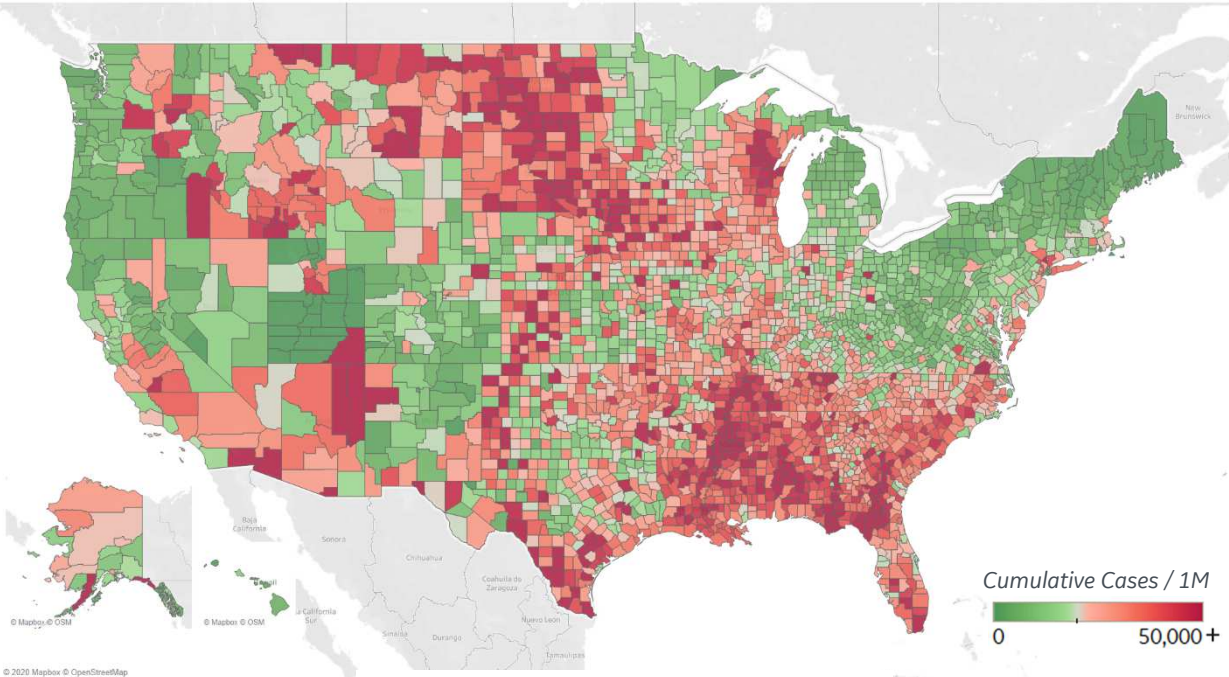 New
Brunswick
Baja
California
Sonora
Chihuahua
Coahuila de
Zaragoza
Nuevo León
Tamaulipas
Durango
Sinaloa
a California
Sur
© Mapbox © OSM
© Mapbox © OSM
Cumulative Cases / 1M
0
50,000+
© 2020 Mapbox © OpenStreetMap